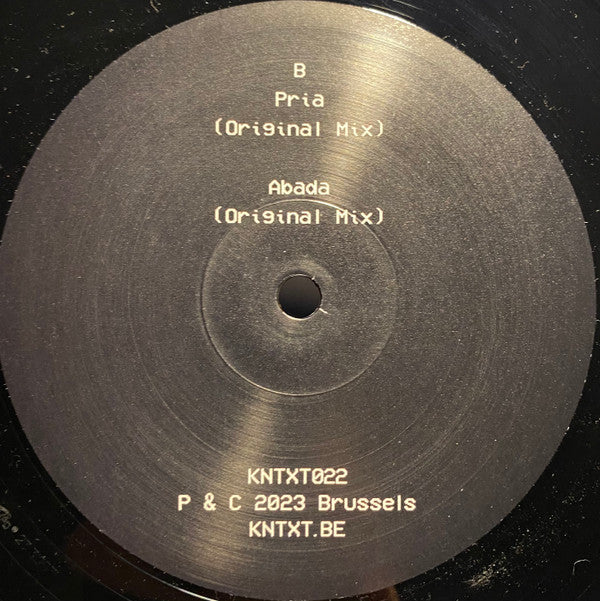 B
Pria
(Original Mix)
Abada
(Original Mix)
KNTXT022
P & C 2023 Brussels
KNTXT.BE